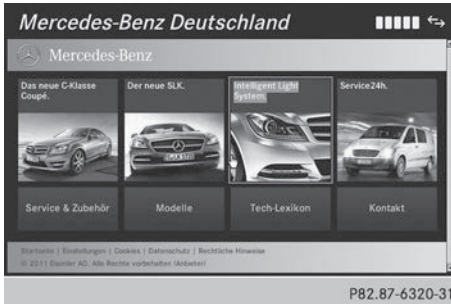 Mercedes-Benz Deutschland
Mercedes-Benz
Das neue C-Klasse
Coupé.
Der neue SLK.
Intelligent Light
System.
Service24h.
Service & Zubehör
Modelle
Tech-Lexikon
Kontakt
Startseite | Einstellungen | Cookies | Datenschutz | Rechtliche Hinweise
© 2011 Daimler AG. Alle Rechte vorbehalten (Anbieter)
P82.87-6320-31